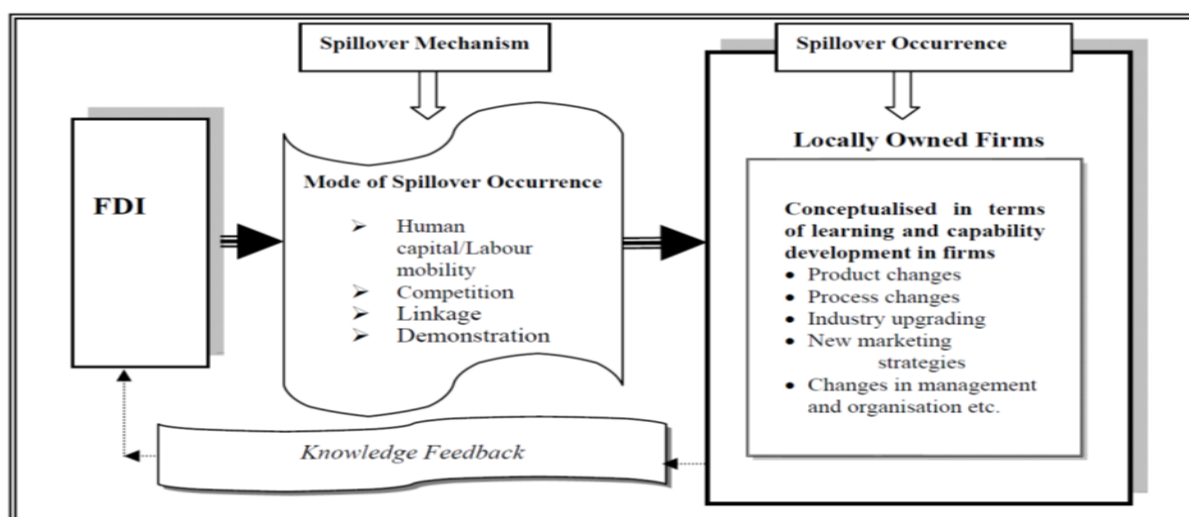 Spillover Mechanism
Spillover Occurrence
FDI
Mode of Spillover Occurrence
➢ Human
capital/Labour
mobility
➢ Competition
➢ Linkage
➢ Demonstration
Locally Owned Firms
Conceptualised in terms
of learning and capability
development in firms
• Product changes
• Process changes
• Industry upgrading
• New marketing
strategies
• Changes in management
and organisation etc.
Knowledge Feedback